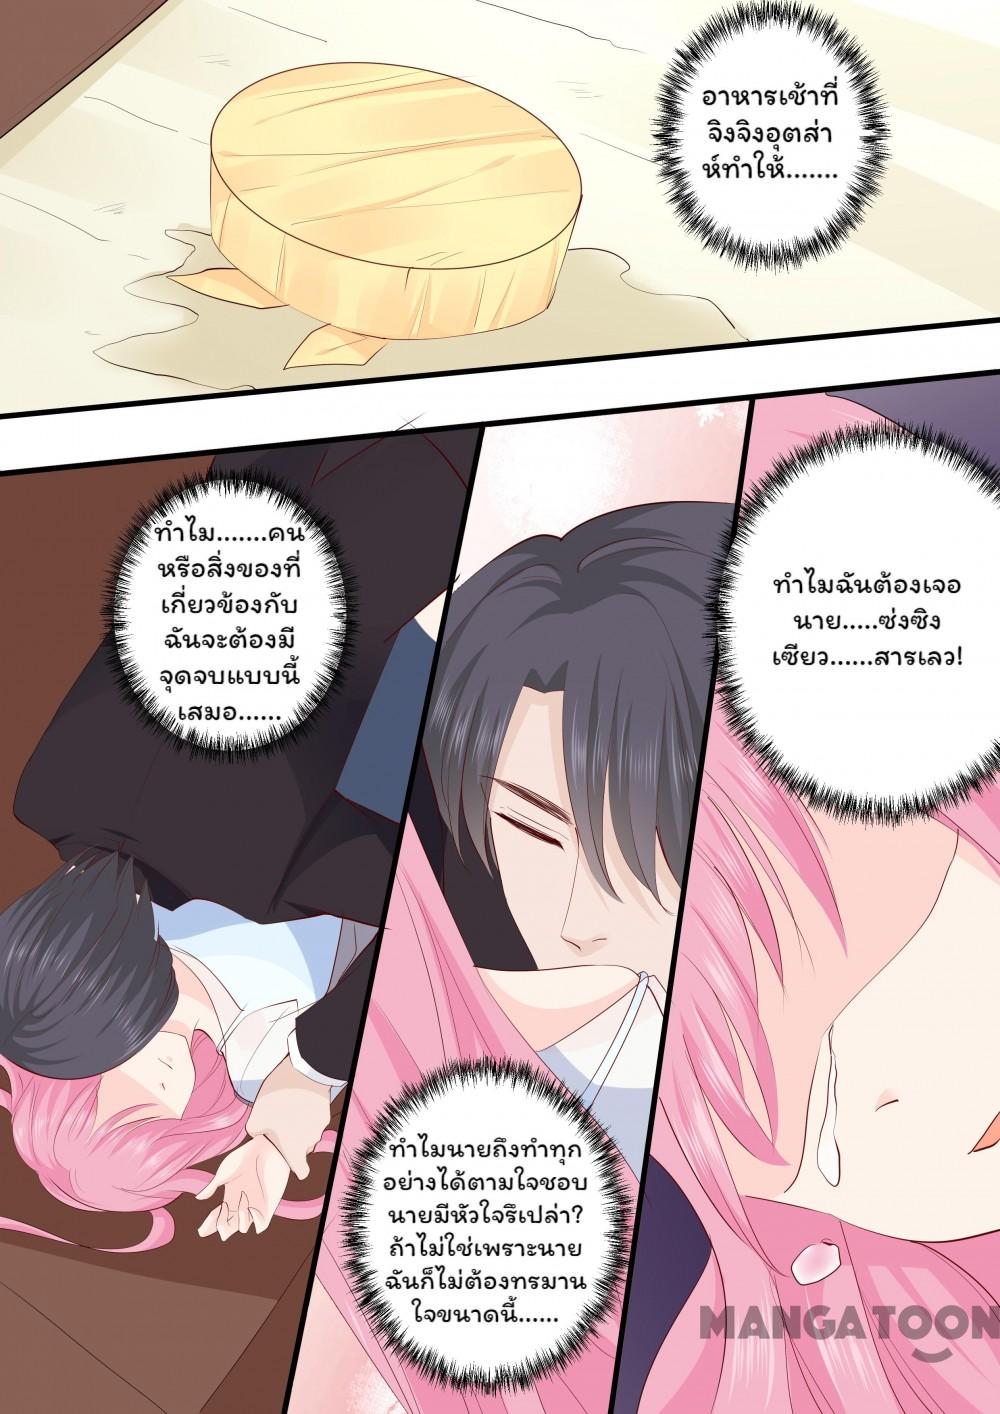 อาหารเช้าที่
จิงจิงอุตส่า
ห์ทำให้.......
ทำไม.......คน
หรือสิ่งของที่
เกี่ยวข้องกับ
ฉันจะต้องมี
จุดจบแบบนี้
เสมอ......
ทำไมฉันต้องเจอ
นาย.....ซ่งซิง
เซียว......สารเลว!
ทำไมนายถึงทำทุก
อย่างได้ตามใจชอบ
นายมีหัวใจรึเปล่า?
ถ้าไม่ใช่เพราะนาย
ฉันก็ไม่ต้องทรมาน
ใจขนาดนี้......
MANGATOON